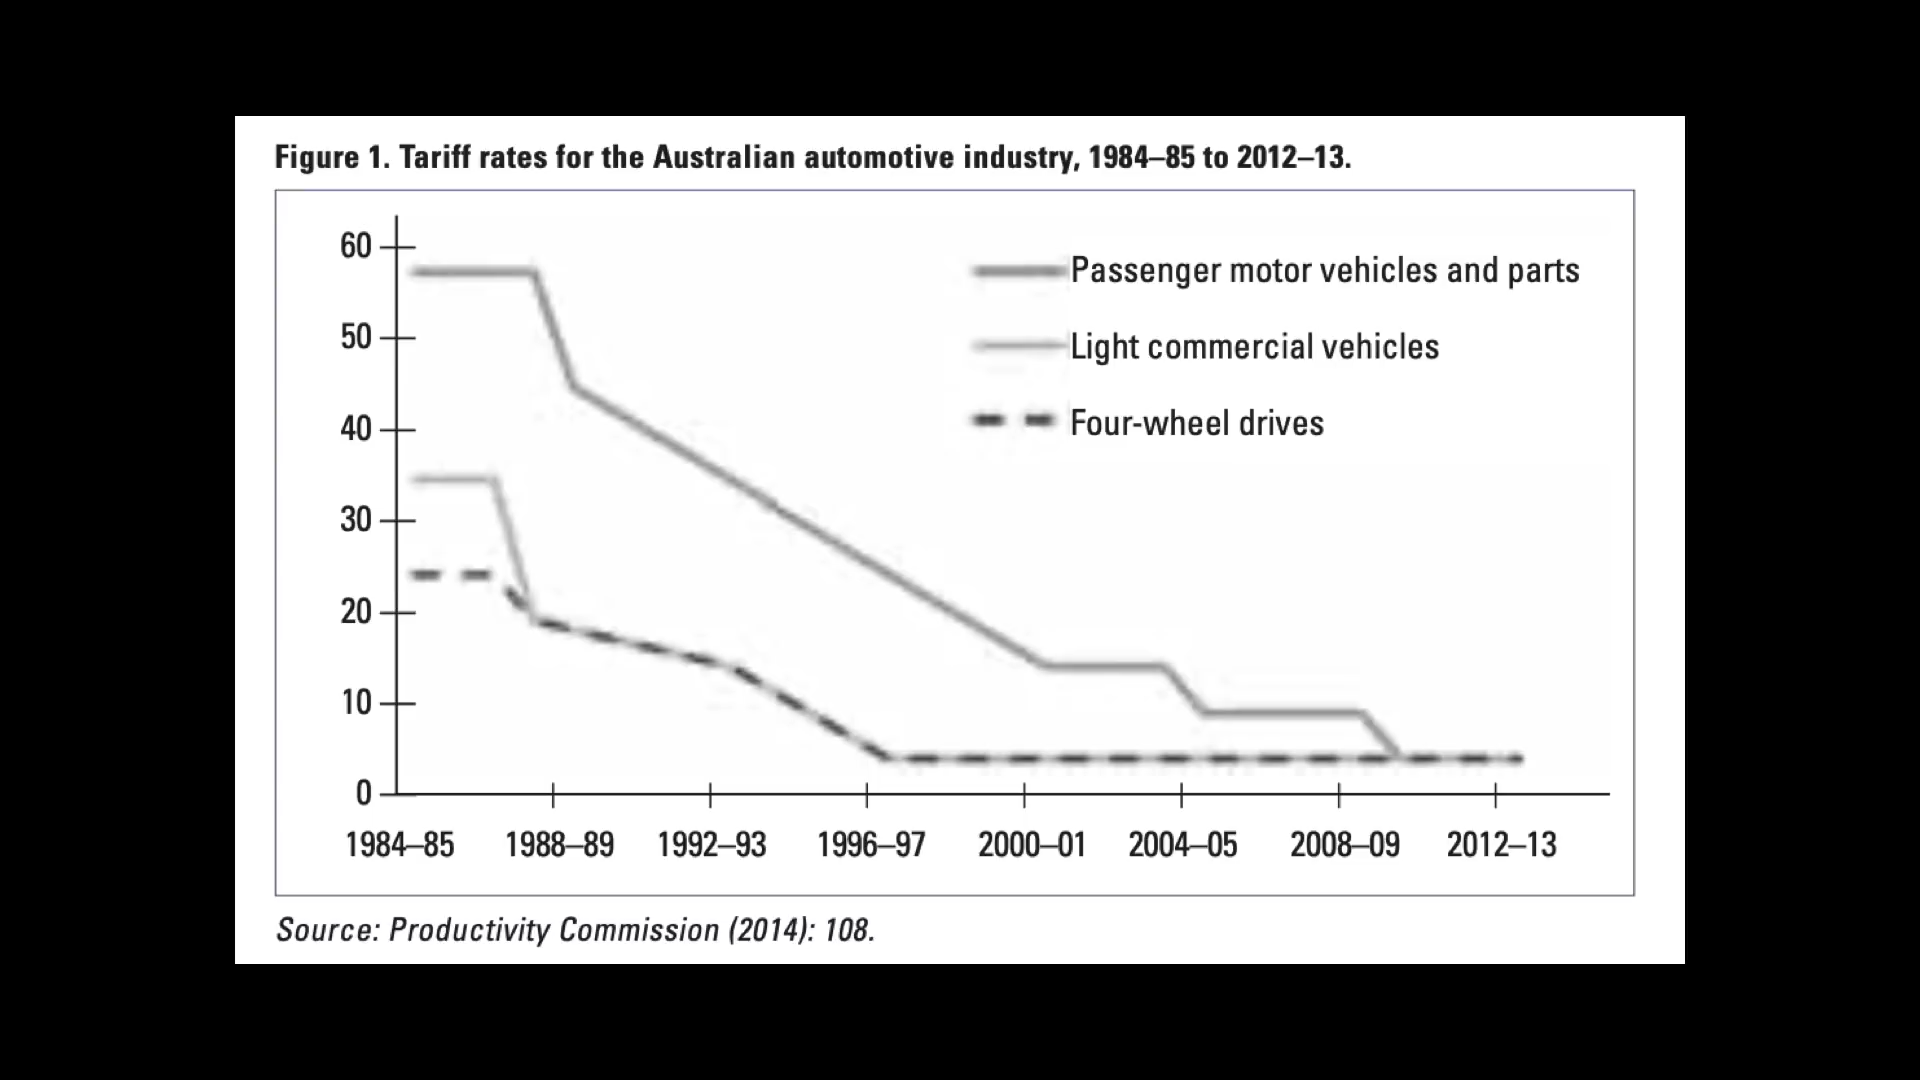 Figure 1. Tariff rates for the Australian automotive industry, 1984–85 to 2012–13.
60
50
40
30
20
10
0
Passenger motor vehicles and parts
Light commercial vehicles
Four-wheel drives
1984–85 1988–89 1992–93 1996–97 2000–01 2004–05 2008–09 2012–13
Source: Productivity Commission (2014): 108.